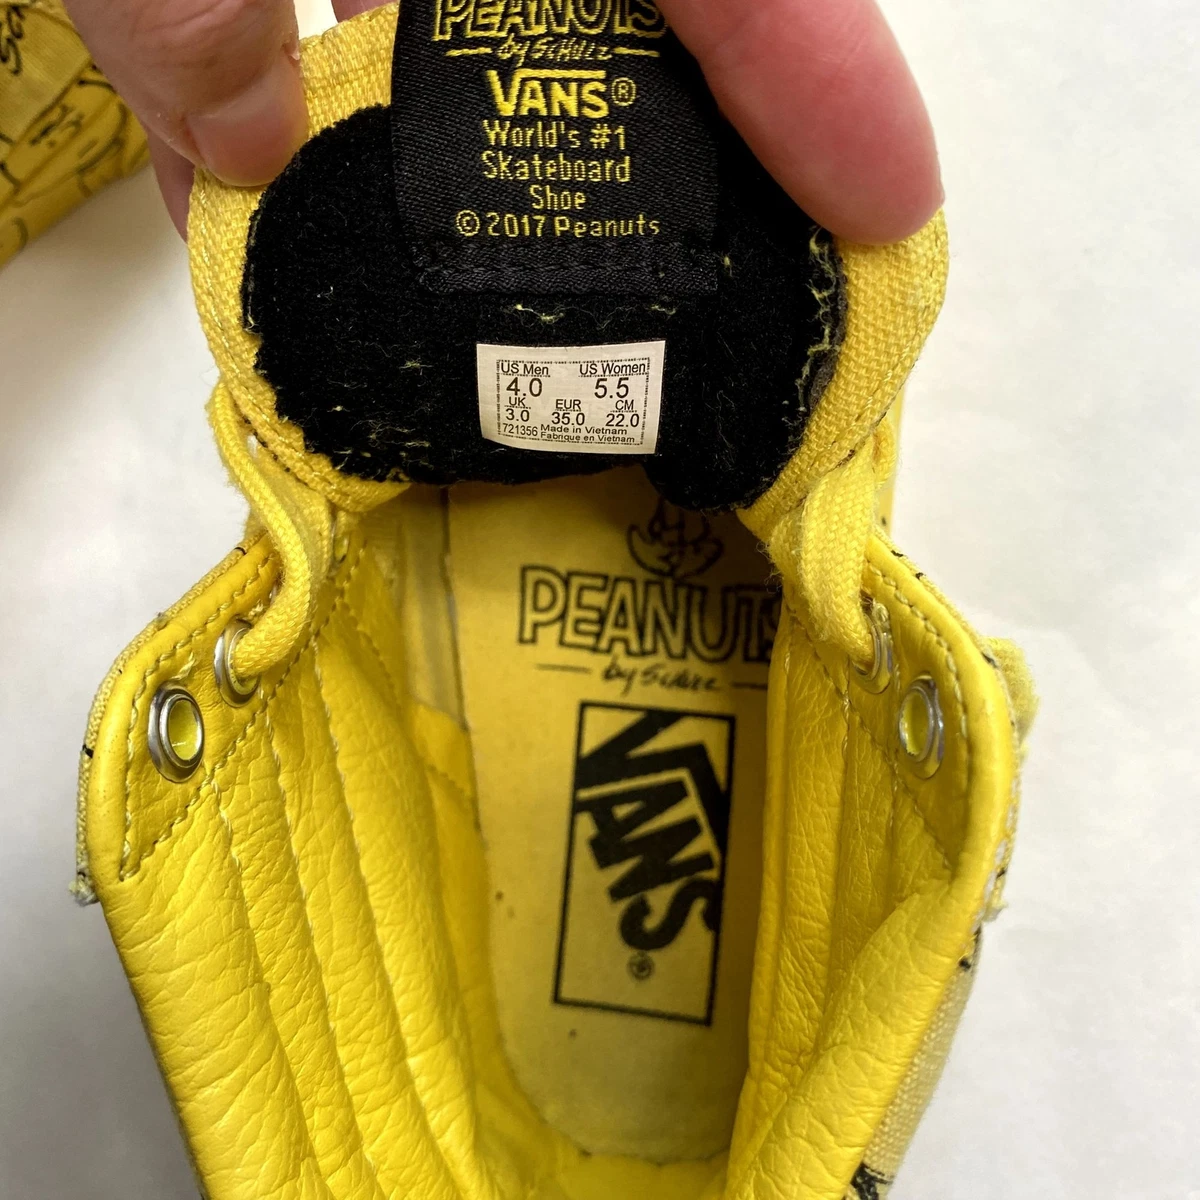 PEANUTS
by SCHULZ
VANS®
World's #1
Skateboard
Shoe
© 2017 Peanuts
US Men US Women
4.0 5.5
UK EUR CM
3.0 35.0 22.0
721356 Made in Vietnam
Fabrique en Vietnam
PEANUTS
by SCHULZ
VANS®